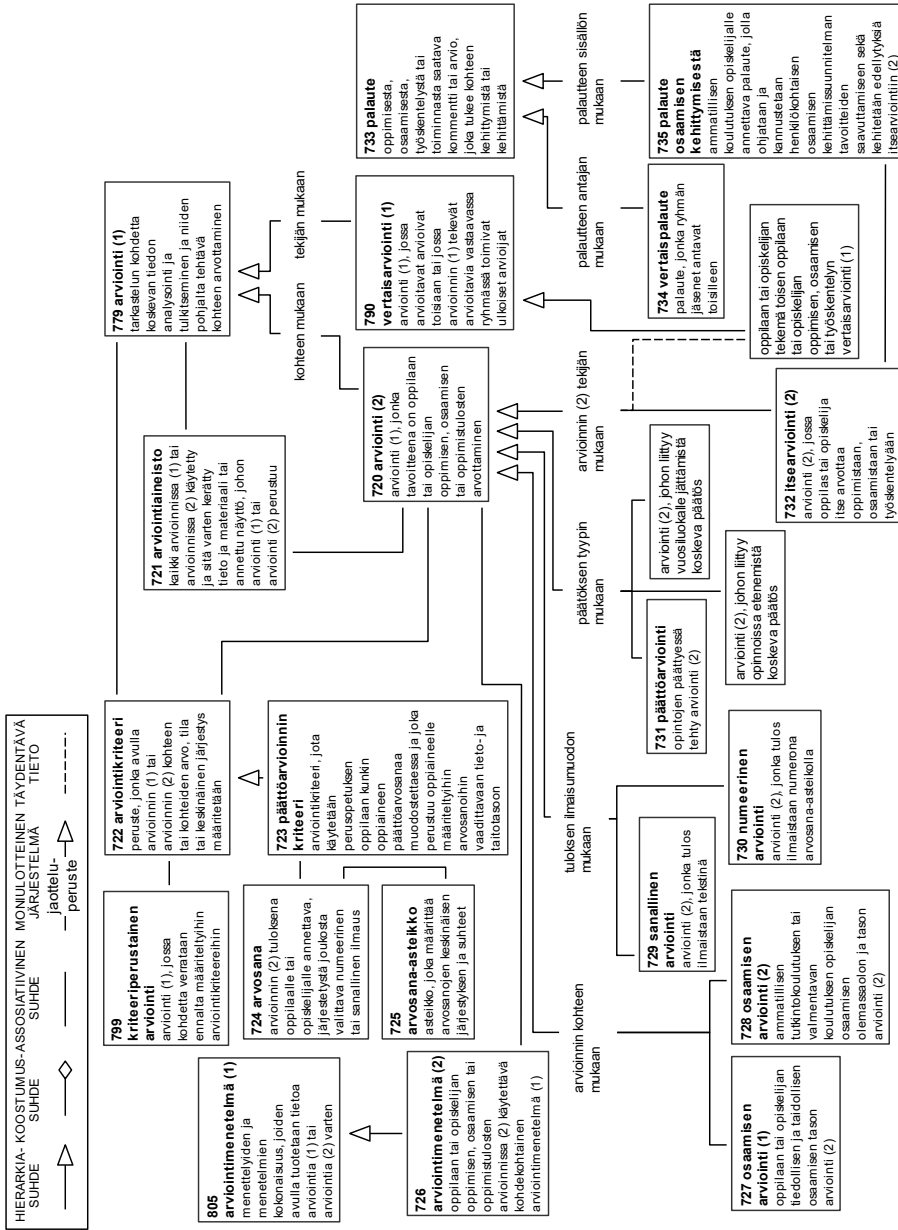 HIERARKIA-
SUHDE
KOOSTUMUS-
SUHDE
ASSOSIATIIVINEN
SUHDE
MONIULOTTEINEN
JÄRJESTELMÄ
TÄYDENTÄVÄ
TIETO
jaottelu-
peruste
779 arviointi (1)
tarkastelun kohdetta
koskevan tiedon
analysointi ja
tulkitseminen ja niiden
pohjalta tehtävä
kohteen arvottaminen
721 arviointiaineisto
kaikki arvioinnissa (1) tai
arvioinnissa (2) käytetty
ja sitä varten kerätty
tieto ja materiaali tai
annettu näyttö, johon
arviointi (1) tai
arviointi (2) perustuu
722 arviointikriteeri
peruste, jonka avulla
arvioinnin (1) tai
arvioinnin (2) kohteen
tai kohteiden arvo, tila
tai keskinäinen järjestys
määritetään
799
kriteeriperustainen
arviointi
arviointi (1), jossa
kohdetta verrataan
ennalta määriteltyihin
arviointikriteereihin
723 päättöarvioinnin
kriteeri
arviointikriteeri, jota
käytetään
perusopetuksen
oppilaan kunkin
oppiaineen
päättöarvosanaa
muodostettaessa ja joka
perustuu oppiaineelle
määriteltyihin
arvosanoihin
vaadittavaan tieto- ja
taitotasoon
724 arvosana
arvioinnin (2) tuloksena
oppilaalle tai
opiskelijalle annettava,
järjestetystä joukosta
valittava numeerinen
tai sanallinen ilmaus
725
arvosana-asteikko
asteikko, joka määrittää
arvosanojen keskinäisen
järjestyksen ja suhteet
805
arviointimenetelmä (1)
menettelyiden ja
menetelmien
kokonaisuus, joiden
avulla tuotetaan tietoa
arviointia (1) tai
arviointia (2) varten
726
arviointimenetelmä (2)
oppilaan tai opiskelijan
oppimisen, osaamisen tai
oppimistulosten
arvioinnissa (2) käytettävä
kohdekohtainen
arviointimenetelmä (1)
kohteen mukaan
tekijän mukaan
720 arviointi (2)
arviointi (1), jonka
tavoitteena on oppilaan
tai opiskelijan
oppimisen, osaamisen
tai oppimistulosten
arvottaminen
790
vertaisarviointi (1)
arviointi (1), jossa
arvioitavat arvioivat
toisiaan tai jossa
arvioinnin (1) tekevät
arvioitavia vastaavassa
ryhmässä toimivat
ulkoiset arvioijat
733 palaute
oppimisesta,
osaamisesta,
työskentelystä tai
toiminnasta saatava
kommentti tai arvio,
joka tukee kohteen
kehittymistä tai
kehittämistä
arvioinnin kohteen
mukaan
tuloksen ilmaisumuodon
mukaan
päätöksen tyypin
mukaan
arvioinnin (2) tekijän
mukaan
palautteen antajan
mukaan
palautteen sisällön
mukaan
727 osaamisen
arviointi (1)
oppilaan tai opiskelijan
tiedollisen ja taidollisen
osaamisen tason
arviointi (2)
728 osaamisen
arviointi (2)
ammatillisen
tutkintokoulutuksen tai
valmentavan
koulutuksen opiskelijan
osaamisen
olemassaolon ja tason
arviointi (2)
729 sanallinen
arviointi
arviointi (2), jonka tulos
ilmaistaan tekstinä
730 numeerinen
arviointi
arviointi (2), jonka tulos
ilmaistaan numerona
arvosana-asteikolla
731 päättöarviointi
opintojen päättyessä
tehty arviointi (2)
arviointi (2), johon liittyy
opinnoissa etenemistä
koskeva päätös
arviointi (2), johon liittyy
vuosiluokalle jättämistä
koskeva päätös
732 itsearviointi (2)
arviointi (2), jossa
oppilas tai opiskelija
itse arvottaa
oppimistaan,
osaamistaan tai
työskentelyään
oppilaan tai opiskelijan
tekemä toisen oppilaan
tai opiskelijan
oppimisen, osaamisen
tai työskentelyn
vertaisarviointi (1)
734 vertaispalaute
palaute, jonka ryhmän
jäsenet antavat
toisilleen
735 palaute
osaamisen
kehittymisestä
ammatillisen
koulutuksen opiskelijalle
annettava palaute, jolla
ohjataan ja
kannustetaan
henkilökohtaisen
osaamisen
kehittämissuunnitelman
tavoitteiden
saavuttamiseen sekä
kehitetään edellytyksiä
itsearviointiin (2)